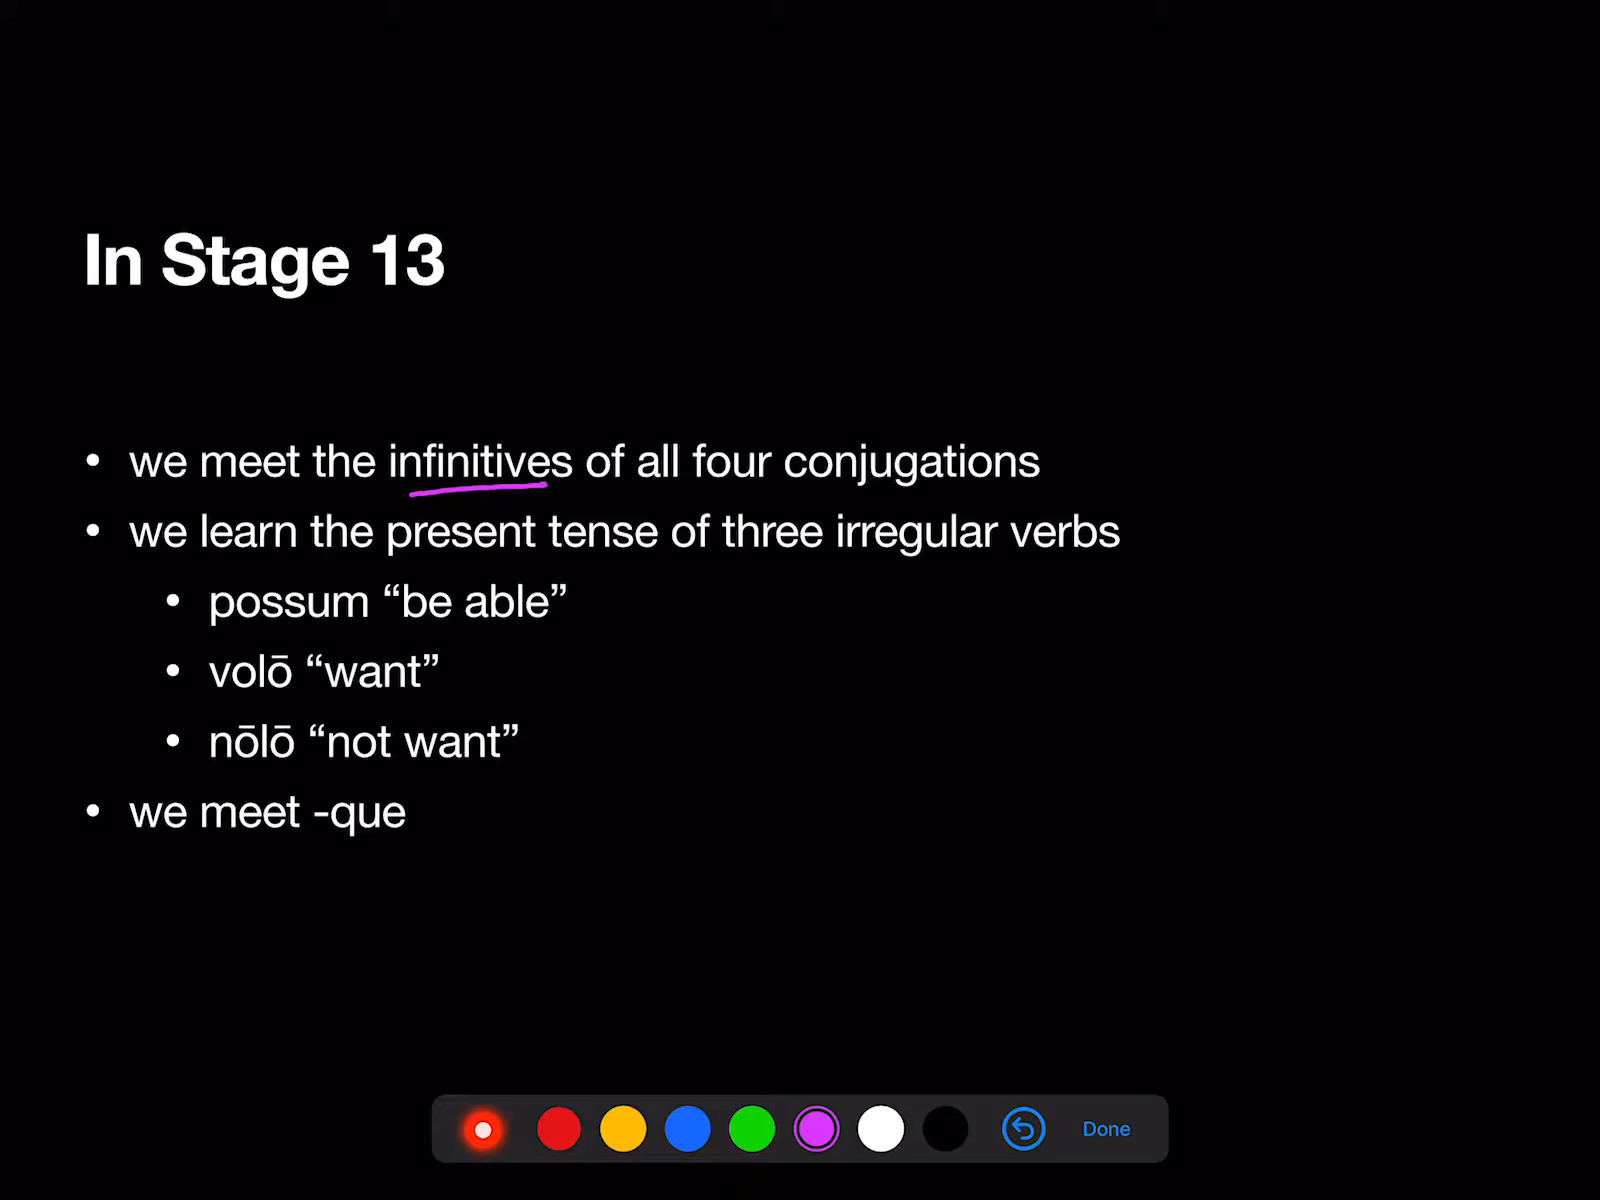 In Stage 13
• we meet the infinitives of all four conjugations
• we learn the present tense of three irregular verbs
• possum “be able”
• volō “want”
• nōlō “not want”
• we meet -que
Done